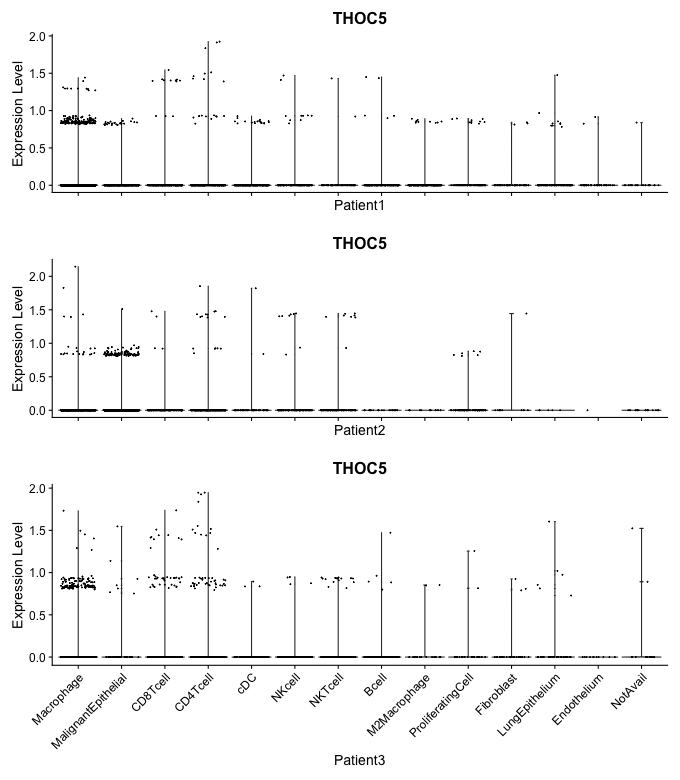 THOC5
Expression Level
2.0
1.5
1.0
0.5
0.0
Patient1
THOC5
Expression Level
2.0
1.5
1.0
0.5
0.0
Patient2
THOC5
Expression Level
2.0
1.5
1.0
0.5
0.0
Macrophage
MalignantEpithelial
CD8Tcell
CD4Tcell
cDC
NKcell
NKTcell
Bcell
M2Macrophage
ProliferatingCell
Fibroblast
LungEpithelium
Endothelium
NotAvail
Patient3